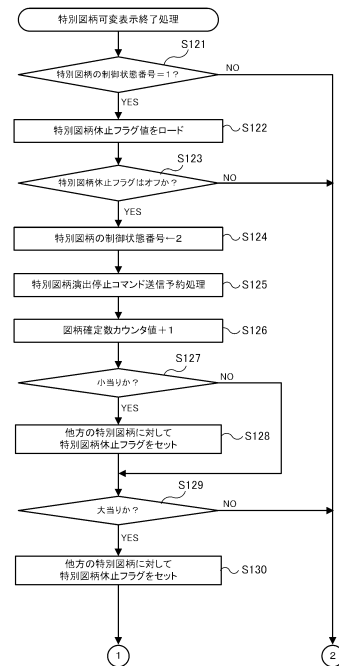 特別図柄可変表示終了処理
S121
特別図柄の制御状態番号=1?
NO
YES
特別図柄休止フラグ値をロード
S122
S123
特別図柄休止フラグはオフか?
NO
YES
特別図柄の制御状態番号←2
S124
特別図柄演出停止コマンド送信予約処理
S125
図柄確定数カウンタ値+1
S126
S127
小当りか?
NO
YES
他方の特別図柄に対して
特別図柄休止フラグをセット
S128
S129
大当りか?
NO
YES
他方の特別図柄に対して
特別図柄休止フラグをセット
S130
1
2